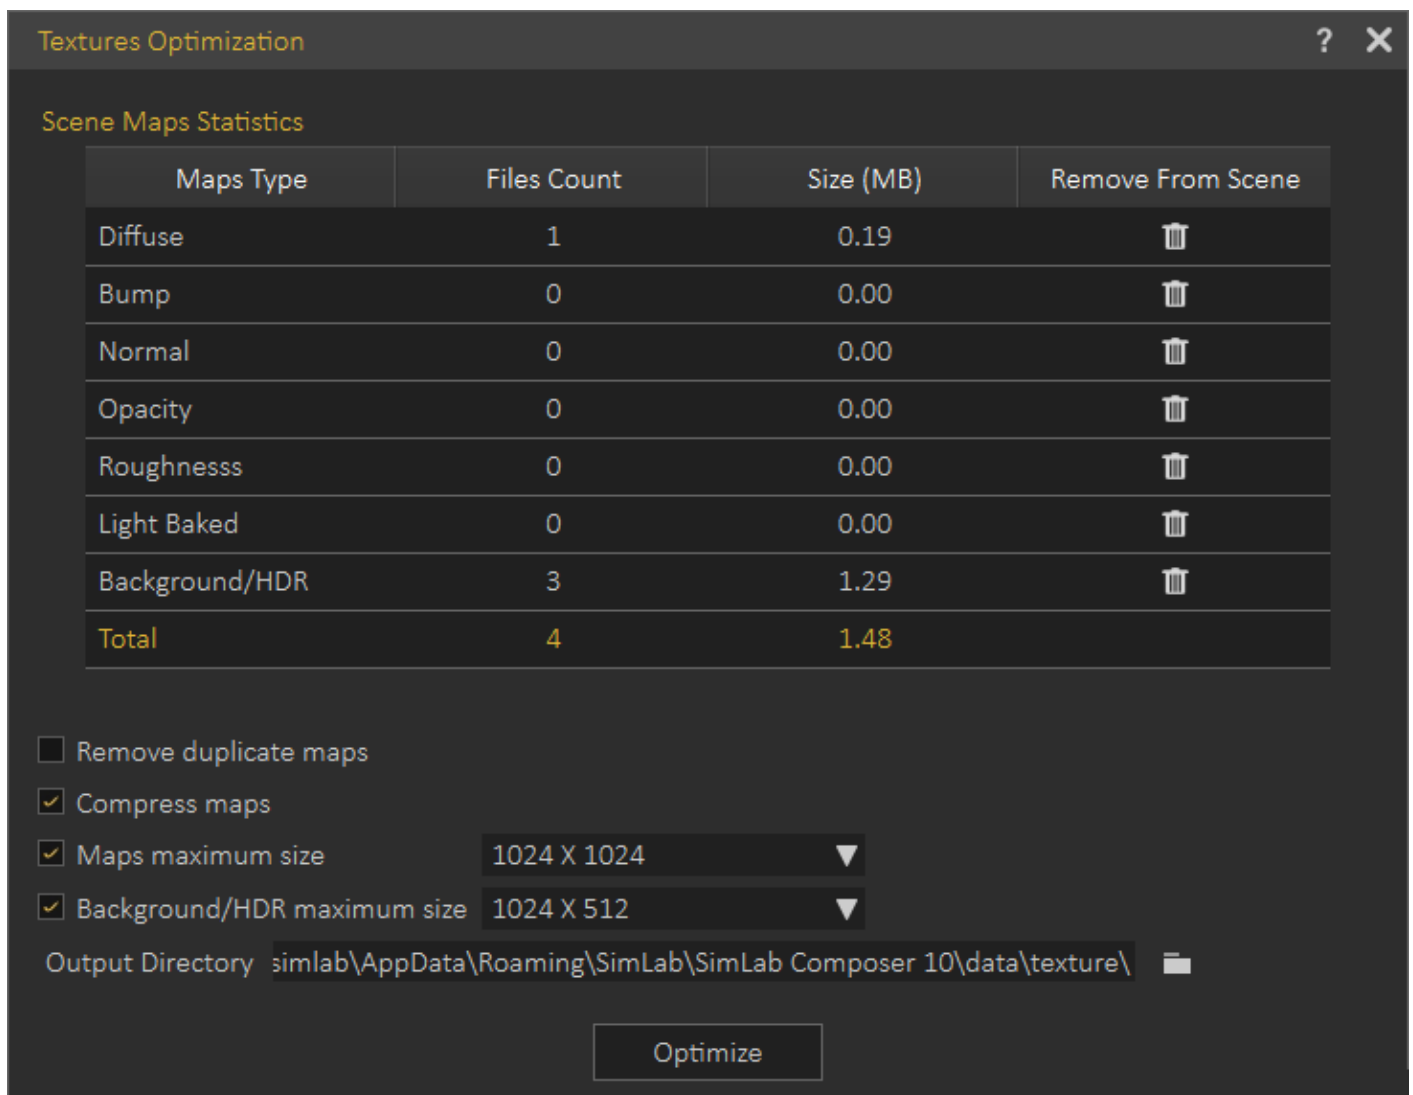 Textures Optimization ?
Scene Maps Statistics
Maps Type Files Count Size (MB) Remove From Scene
Diffuse 1 0.19
Bump 0 0.00
Normal 0 0.00
Opacity 0 0.00
Roughnesss 0 0.00
Light Baked 0 0.00
Background/HDR 3 1.29
Total 4 1.48
Remove duplicate maps
Compress maps
Maps maximum size 1024 X 1024
Background/HDR maximum size 1024 X 512
Output Directory simlab\AppData\Roaming\SimLab\SimLab Composer 10\data\texture\
Optimize